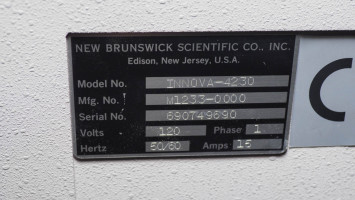 NEW BRUNSWICK SCIENTIFIC CO., INC.
Edison, New Jersey, U.S.A.
Model No. INNOVA-4230
Mfg. No. M1233-0000
Serial No. 690749690
Volts 120 Phase 1
Hertz 50/60 Amps 15
C